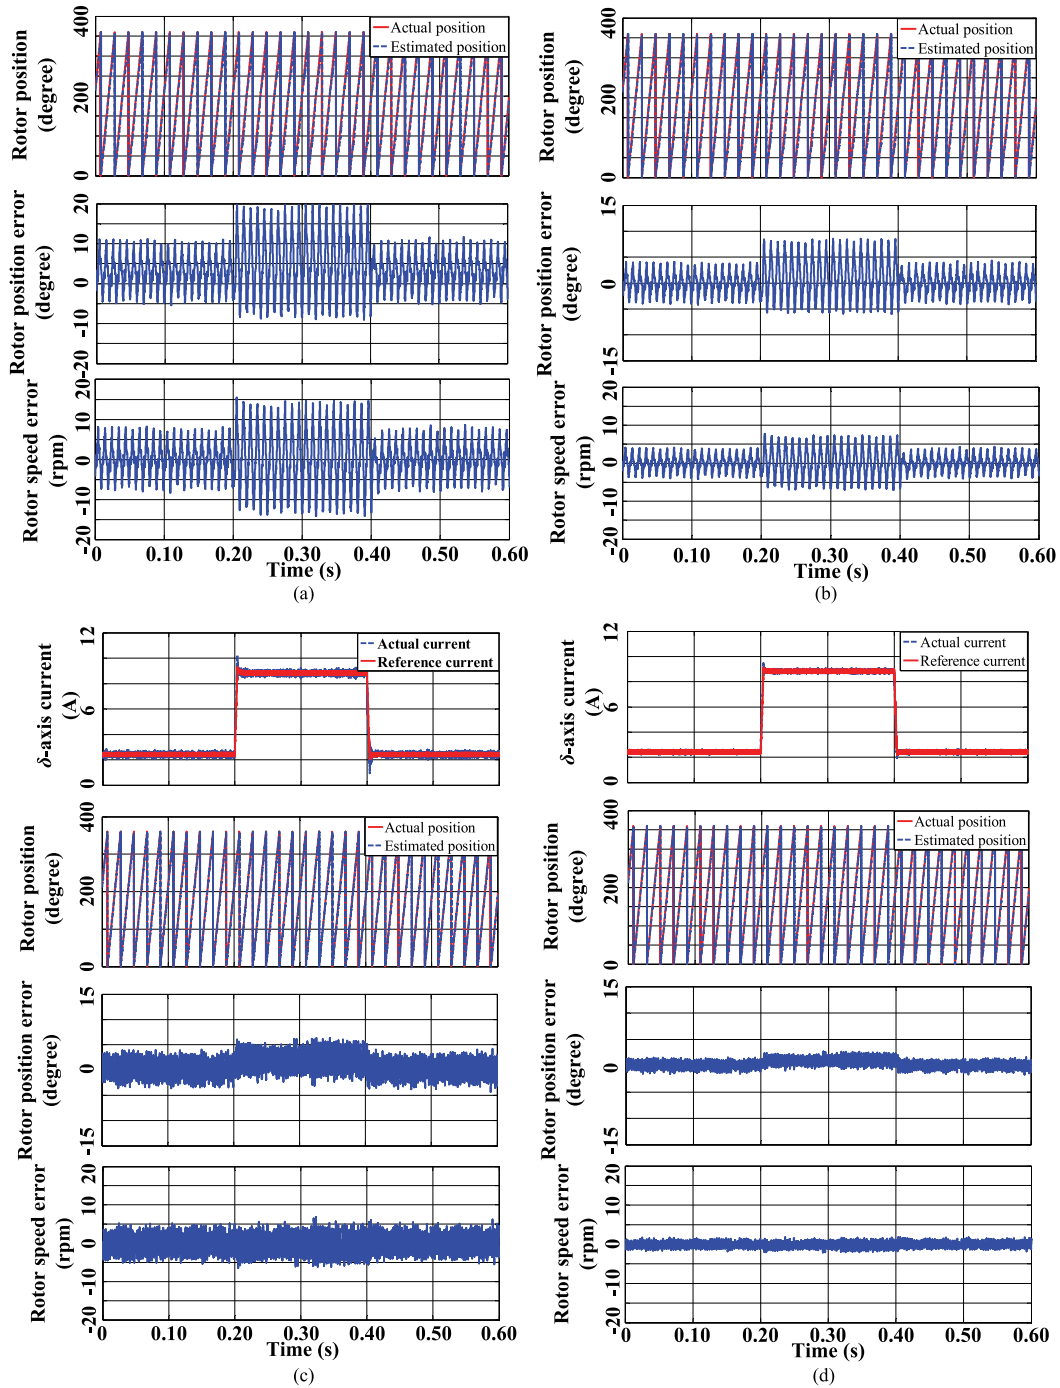 Rotor position
(degree)
400
200
0
Actual position
Estimated position
Rotor position error
(degree)
20
10
0
-10
-20
Rotor speed error
(rpm)
20
10
0
-10
-20
0 0.10 0.20 0.30 0.40 0.50 0.60
Time (s)
(a)
Rotor position
(degree)
400
200
0
Actual position
Estimated position
Rotor position error
(degree)
15
0
-15
Rotor speed error
(rpm)
20
10
0
-10
-20
0 0.10 0.20 0.30 0.40 0.50 0.60
Time (s)
(b)
δ-axis current
(A)
12
6
0
Actual current
Reference current
Rotor position
(degree)
400
200
0
Actual position
Estimated position
Rotor position error
(degree)
15
0
-15
Rotor speed error
(rpm)
20
10
0
-10
-20
0 0.10 0.20 0.30 0.40 0.50 0.60
Time (s)
(c)
δ-axis current
(A)
12
6
0
Actual current
Reference current
Rotor position
(degree)
400
200
0
Actual position
Estimated position
Rotor position error
(degree)
15
0
-15
Rotor speed error
(rpm)
20
10
0
-10
-20
0 0.10 0.20 0.30 0.40 0.50 0.60
Time (s)
(d)